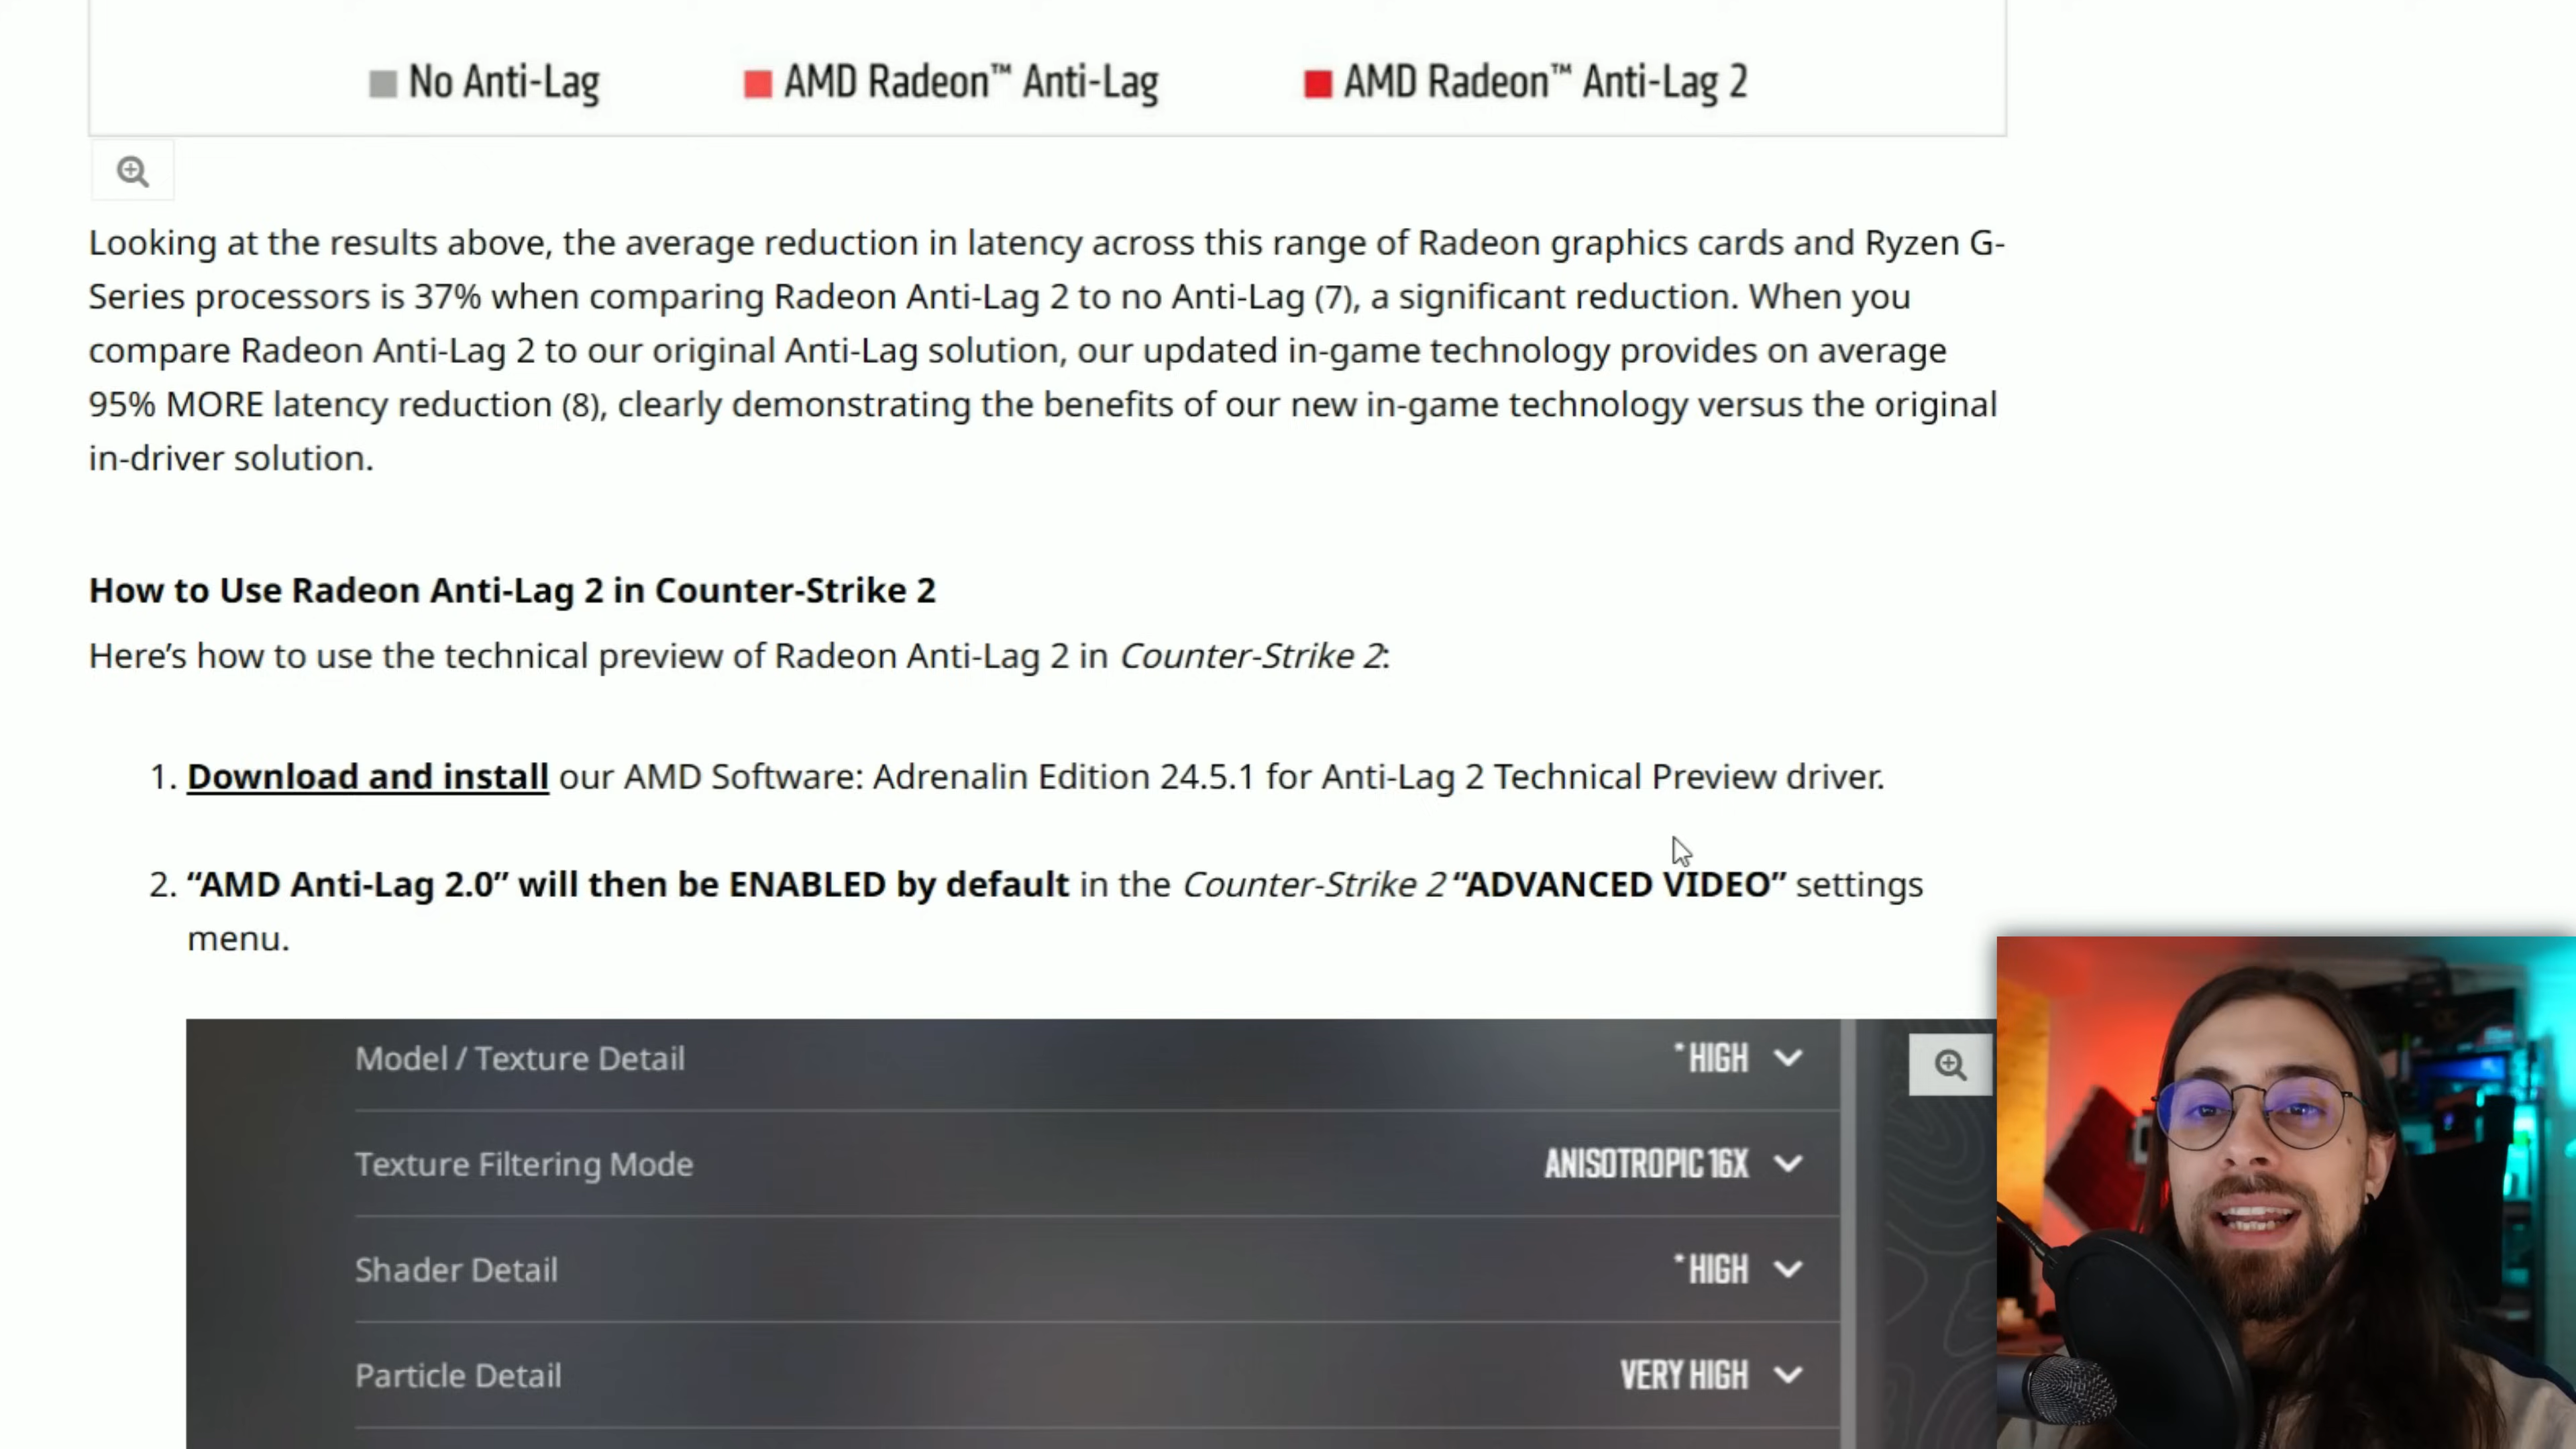 No Anti-Lag AMD Radeon™ Anti-Lag AMD Radeon™ Anti-Lag 2
Looking at the results above, the average reduction in latency across this range of Radeon graphics cards and Ryzen G-
Series processors is 37% when comparing Radeon Anti-Lag 2 to no Anti-Lag (7), a significant reduction. When you
compare Radeon Anti-Lag 2 to our original Anti-Lag solution, our updated in-game technology provides on average
95% MORE latency reduction (8), clearly demonstrating the benefits of our new in-game technology versus the original
in-driver solution.
How to Use Radeon Anti-Lag 2 in Counter-Strike 2
Here’s how to use the technical preview of Radeon Anti-Lag 2 in Counter-Strike 2:
1. Download and install our AMD Software: Adrenalin Edition 24.5.1 for Anti-Lag 2 Technical Preview driver.
2. “AMD Anti-Lag 2.0” will then be ENABLED by default in the Counter-Strike 2 “ADVANCED VIDEO” settings
menu.
Model / Texture Detail * HIGH
Texture Filtering Mode ANISOTROPIC 16X
Shader Detail * HIGH
Particle Detail VERY HIGH